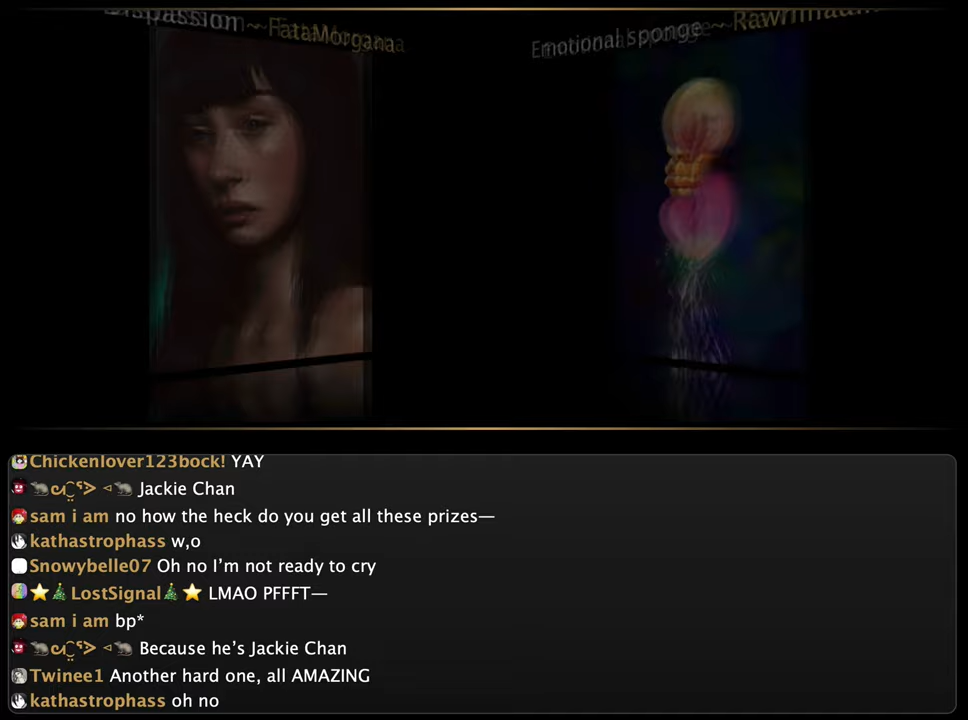 Dispassion ~~FataMorgana
Emotional sponge~~
Chickenlover123bock! YAY
Jackie Chan
sam i am no how the heck do you get all these prizes—
kathastrophass w,o
Snowybelle07 Oh no I’m not ready to cry
⭐🎄LostSignal🎄⭐ LMAO PFFFT—
sam i am bp*
Because he’s Jackie Chan
Twinee1 Another hard one, all AMAZING
kathastrophass oh no